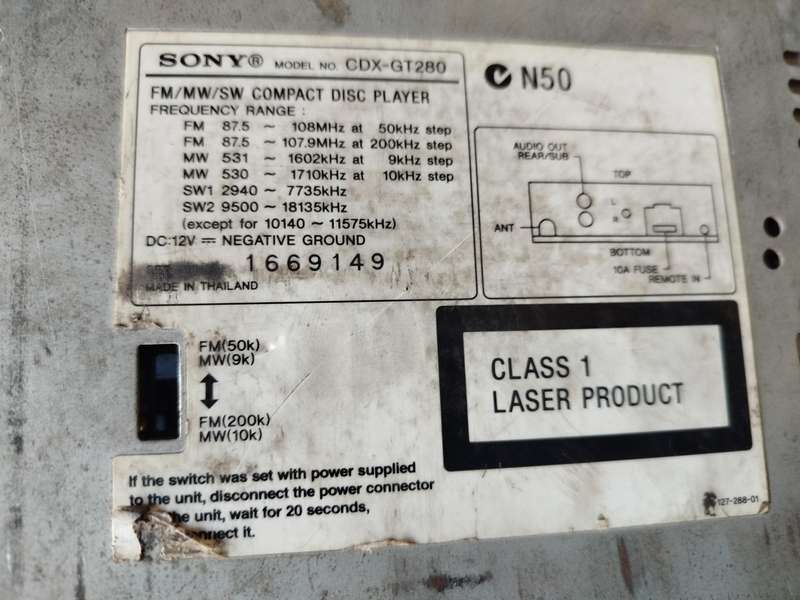 SONY® MODEL NO. CDX-GT280
FM/MW/SW COMPACT DISC PLAYER
FREQUENCY RANGE :
FM 87.5 ~ 108MHz at 50kHz step
FM 87.5 ~ 107.9MHz at 200kHz step
MW 531 ~ 1602kHz at 9kHz step
MW 530 ~ 1710kHz at 10kHz step
SW1 2940 ~ 7735kHz
SW2 9500 ~ 18135kHz
(except for 10140 ~ 11575kHz)
DC:12V ⎓ NEGATIVE GROUND
1669149
MADE IN THAILAND
N50
AUDIO OUT
REAR/SUB
TOP
L
R
ANT
BOTTOM
10A FUSE
REMOTE IN
FM(50k)
MW(9k)
FM(200k)
MW(10k)
CLASS 1
LASER PRODUCT
If the switch was set with power supplied
to the unit, disconnect the power connector
the unit, wait for 20 seconds,
it.
127-288-01